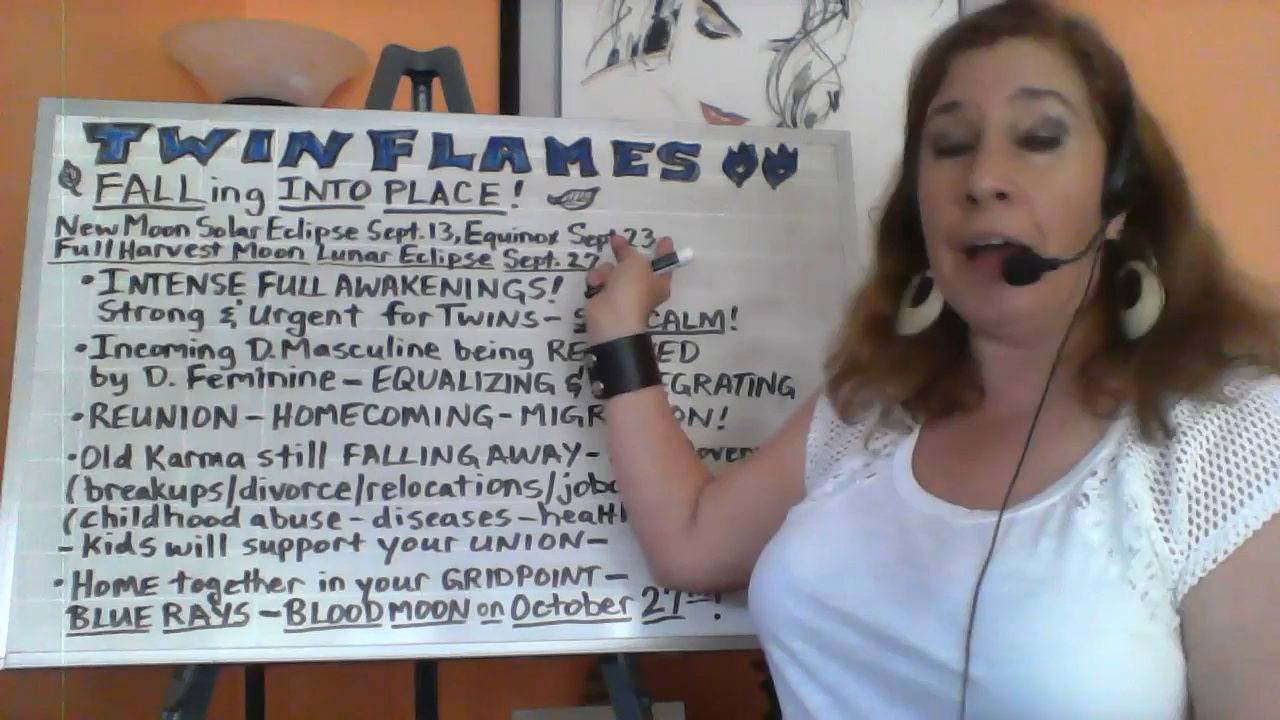 TWIN FLAMES
FALLing INTO PLACE!
New Moon Solar Eclipse Sept. 13, Equinox Sept 23
Full Harvest Moon Lunar Eclipse Sept. 27
• INTENSE FULL AWAKENINGS!
Strong & Urgent for TWINS- CALM!
• Incoming D. Masculine being
by D. Feminine - EQUALIZING &
• REUNION - HOMECOMING - MIGR
• Old Karma still FALLING AWAY-
(breakups/divorce/relocations/
(childhood abuse - diseases -
- Kids will support your UNION-
• HOME together in your GRIDPOINT-
BLUE RAYS - BLOOD MOON on October 27th!